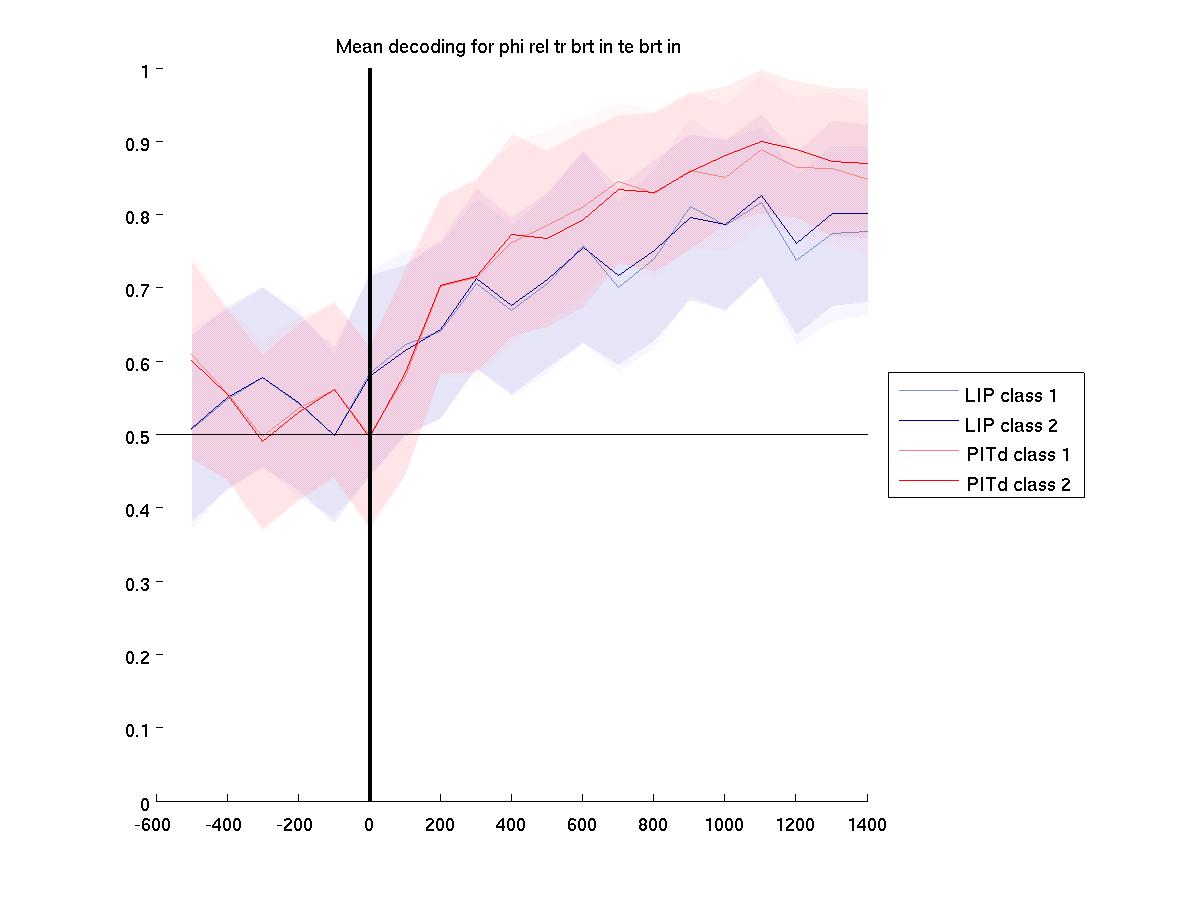 Mean decoding for phi rel tr brt in te brt in
1
0.9
0.8
0.7
0.6
0.5
0.4
0.3
0.2
0.1
0
-600 -400 -200 0 200 400 600 800 1000 1200 1400
LIP class 1
LIP class 2
PITd class 1
PITd class 2